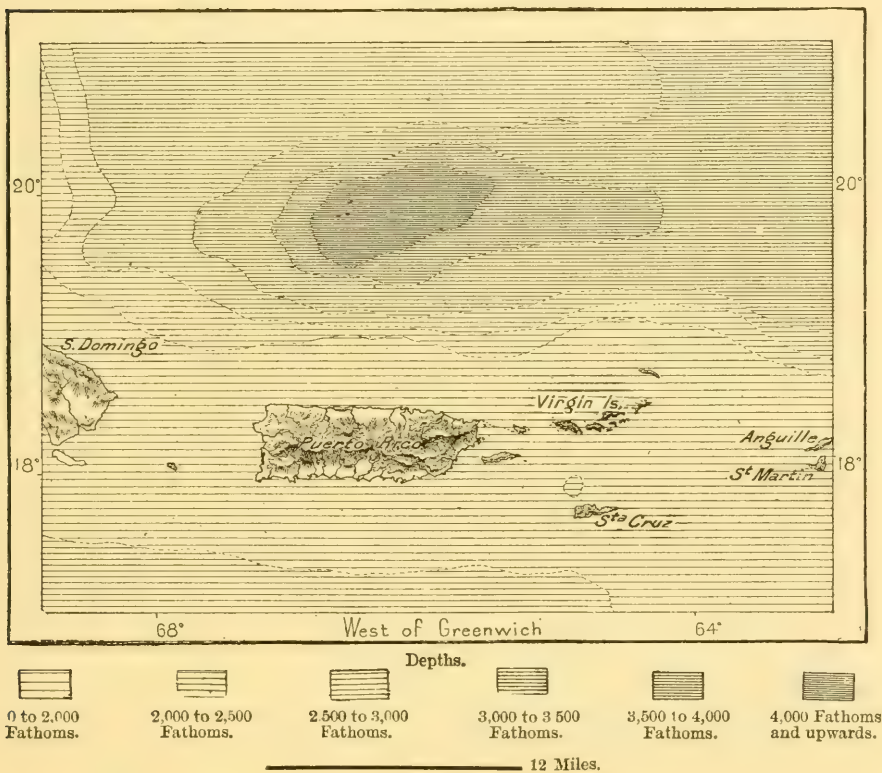 20°
20°
S. Domingo
Virgin Is.
Puerto Rico
Anguille
18°
18°
St Martin
Sta Cruz
68°
West of Greenwich
64°
Depths.
0 to 2,000
Fathoms.
2,000 to 2,500
Fathoms.
2,500 to 3,000
Fathoms.
3,000 to 3 500
Fathoms.
3,500 to 4,000
Fathoms.
4,000 Fathoms
and upwards.
12 Miles.